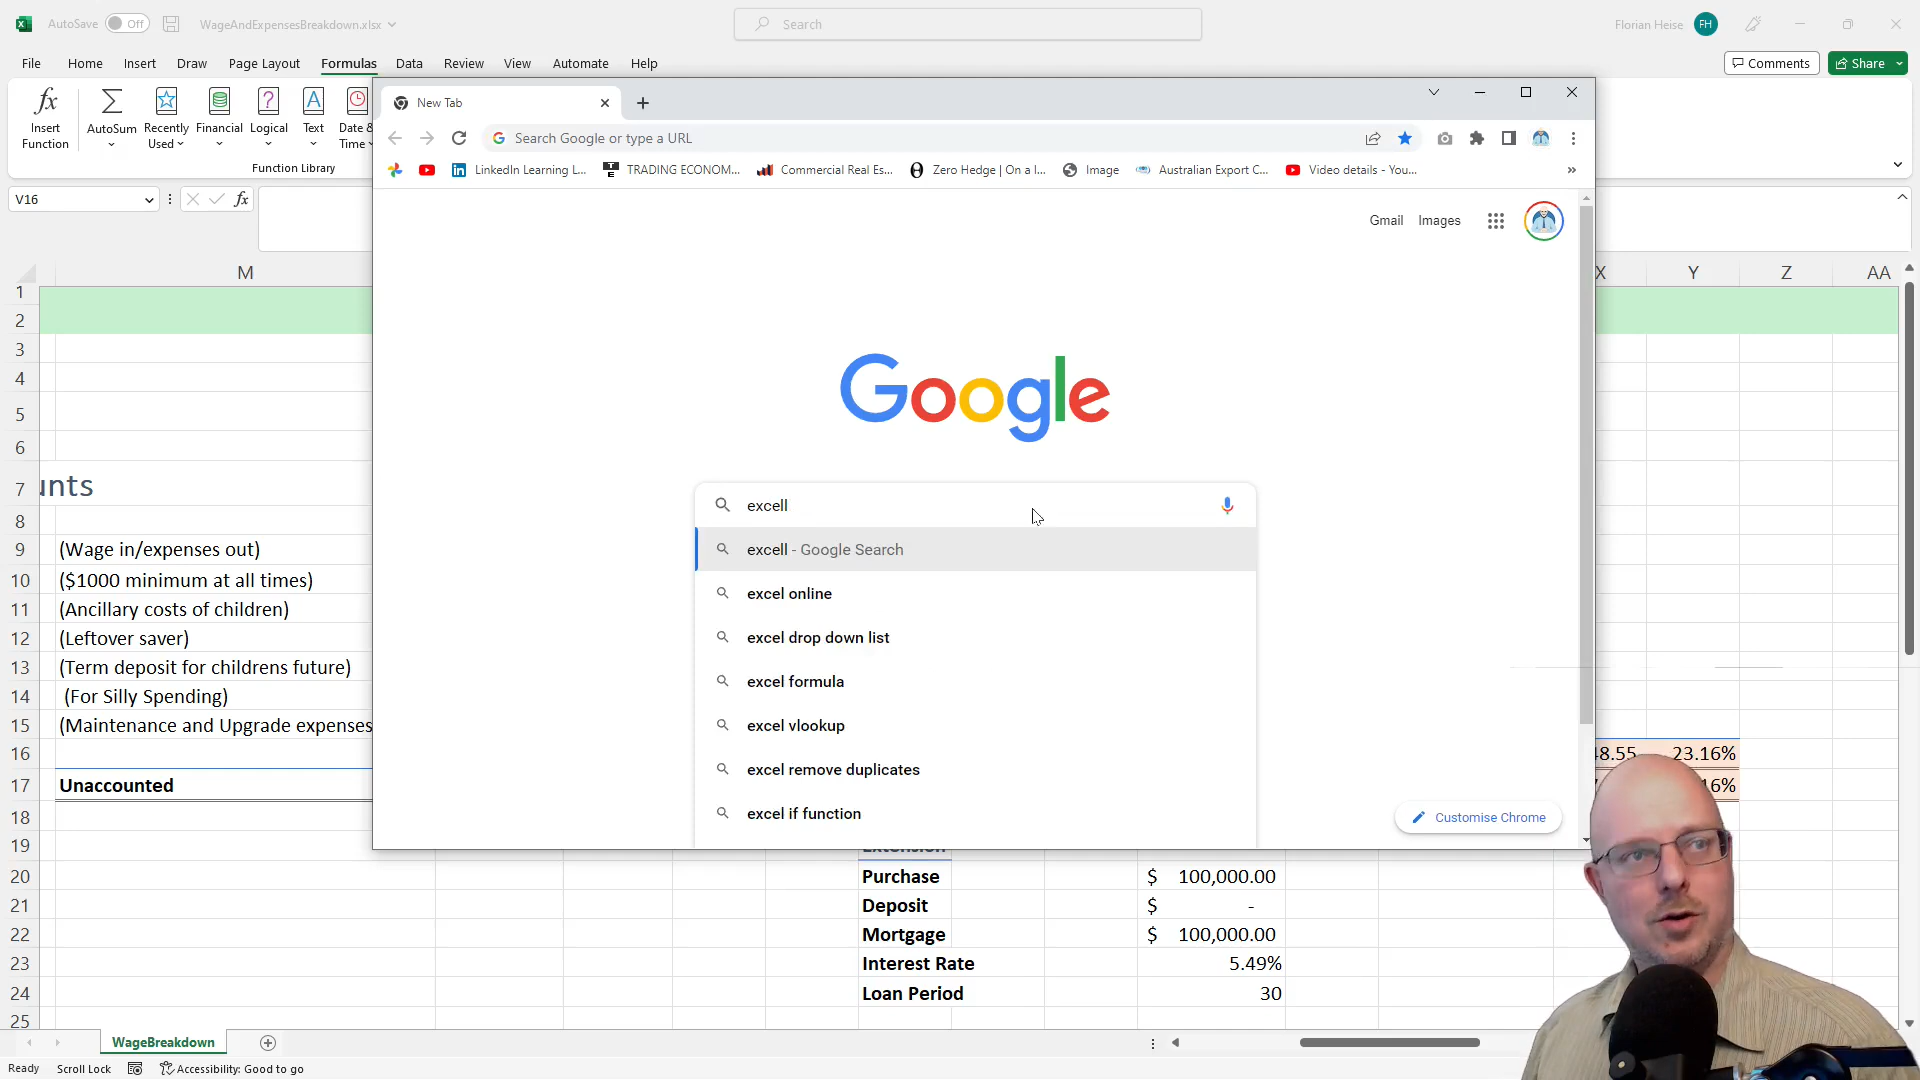 AutoSave Off WageAndExpensesBreakdown.xlsx Search Florian Heise FH
File Home Insert Draw Page Layout Formulas Data Review View Automate Help Comments Share
Insert Function AutoSum Recently Used Financial Logical Text Date & Time
Function Library
New Tab
Search Google or type a URL
LinkedIn Learning L... TRADING ECONOM... Commercial Real Es... Zero Hedge | On a l... Image Australian Export C... Video details - You... »
V16 fx
Gmail Images
M X Y Z AA
Google
excell
excell - Google Search
excel online
excel drop down list
excel formula
excel vlookup
excel remove duplicates
excel if function
Customise Chrome
1
2
3
4
5
6
7 unts
8
9 (Wage in/expenses out)
10 ($1000 minimum at all times)
11 (Ancillary costs of children)
12 (Leftover saver)
13 (Term deposit for childrens future)
14 (For Silly Spending)
15 (Maintenance and Upgrade expenses
16 48.55 23.16%
17 Unaccounted 16%
18
19
20 Purchase $ 100,000.00
21 Deposit $ -
22 Mortgage $ 100,000.00
23 Interest Rate 5.49%
24 Loan Period 30
25
WageBreakdown
Ready Scroll Lock Accessibility: Good to go